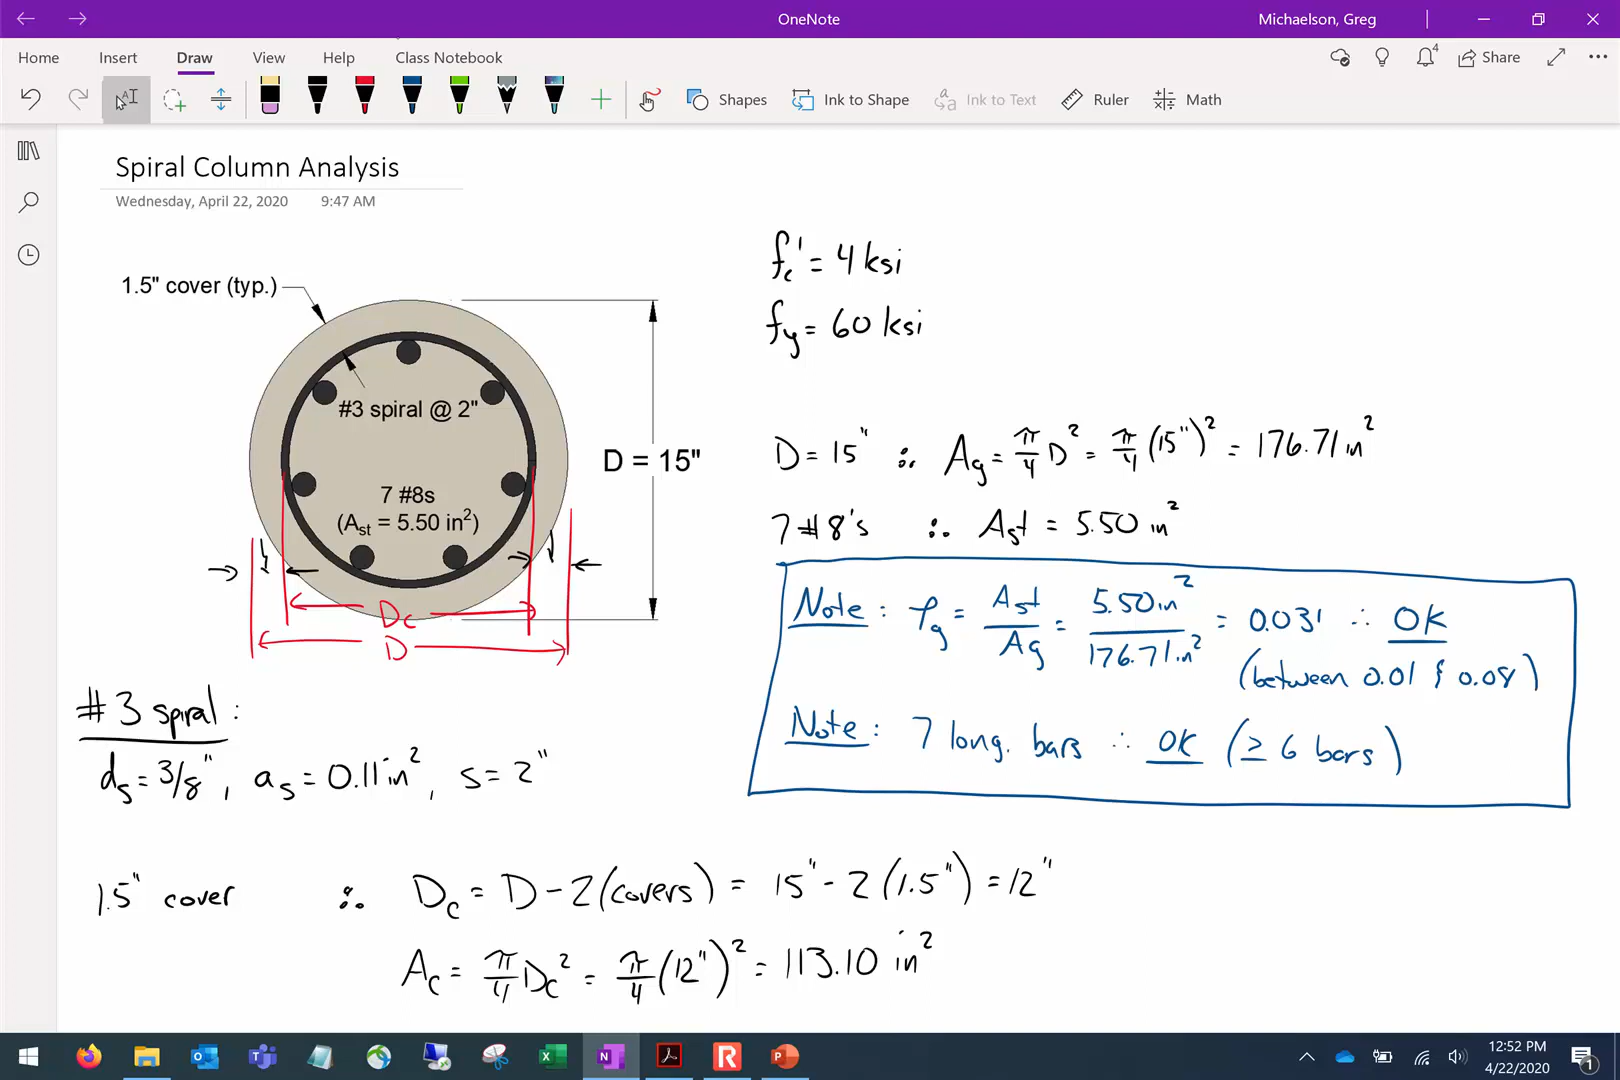 OneNote
Michaelson, Greg
Home Insert Draw View Help Class Notebook
4
Share
Shapes Ink to Shape Ink to Text Ruler Math
Spiral Column Analysis
Wednesday, April 22, 2020 9:47 AM
1.5" cover (typ.)
#3 spiral @ 2"
7 #8s
(Ast = 5.50 in²)
D = 15"
Dc
D
fc' = 4 ksi
fy = 60 ksi
D = 15" ∴ Ag = π/4 D² = π/4 (15")² = 176.71 in²
7 #8's ∴ Ast = 5.50 in²
Note: ρg = Ast/Ag = 5.50 in²/176.71 in² = 0.031 ∴ OK
(between 0.01 & 0.08)
Note: 7 long. bars ∴ OK (≥ 6 bars)
#3 spiral:
ds = 3/8", as = 0.11 in², s = 2"
1.5" cover ∴ Dc = D - 2(covers) = 15" - 2(1.5") = 12"
Ac = π/4 Dc² = π/4 (12")² = 113.10 in²
12:52 PM
4/22/2020
1